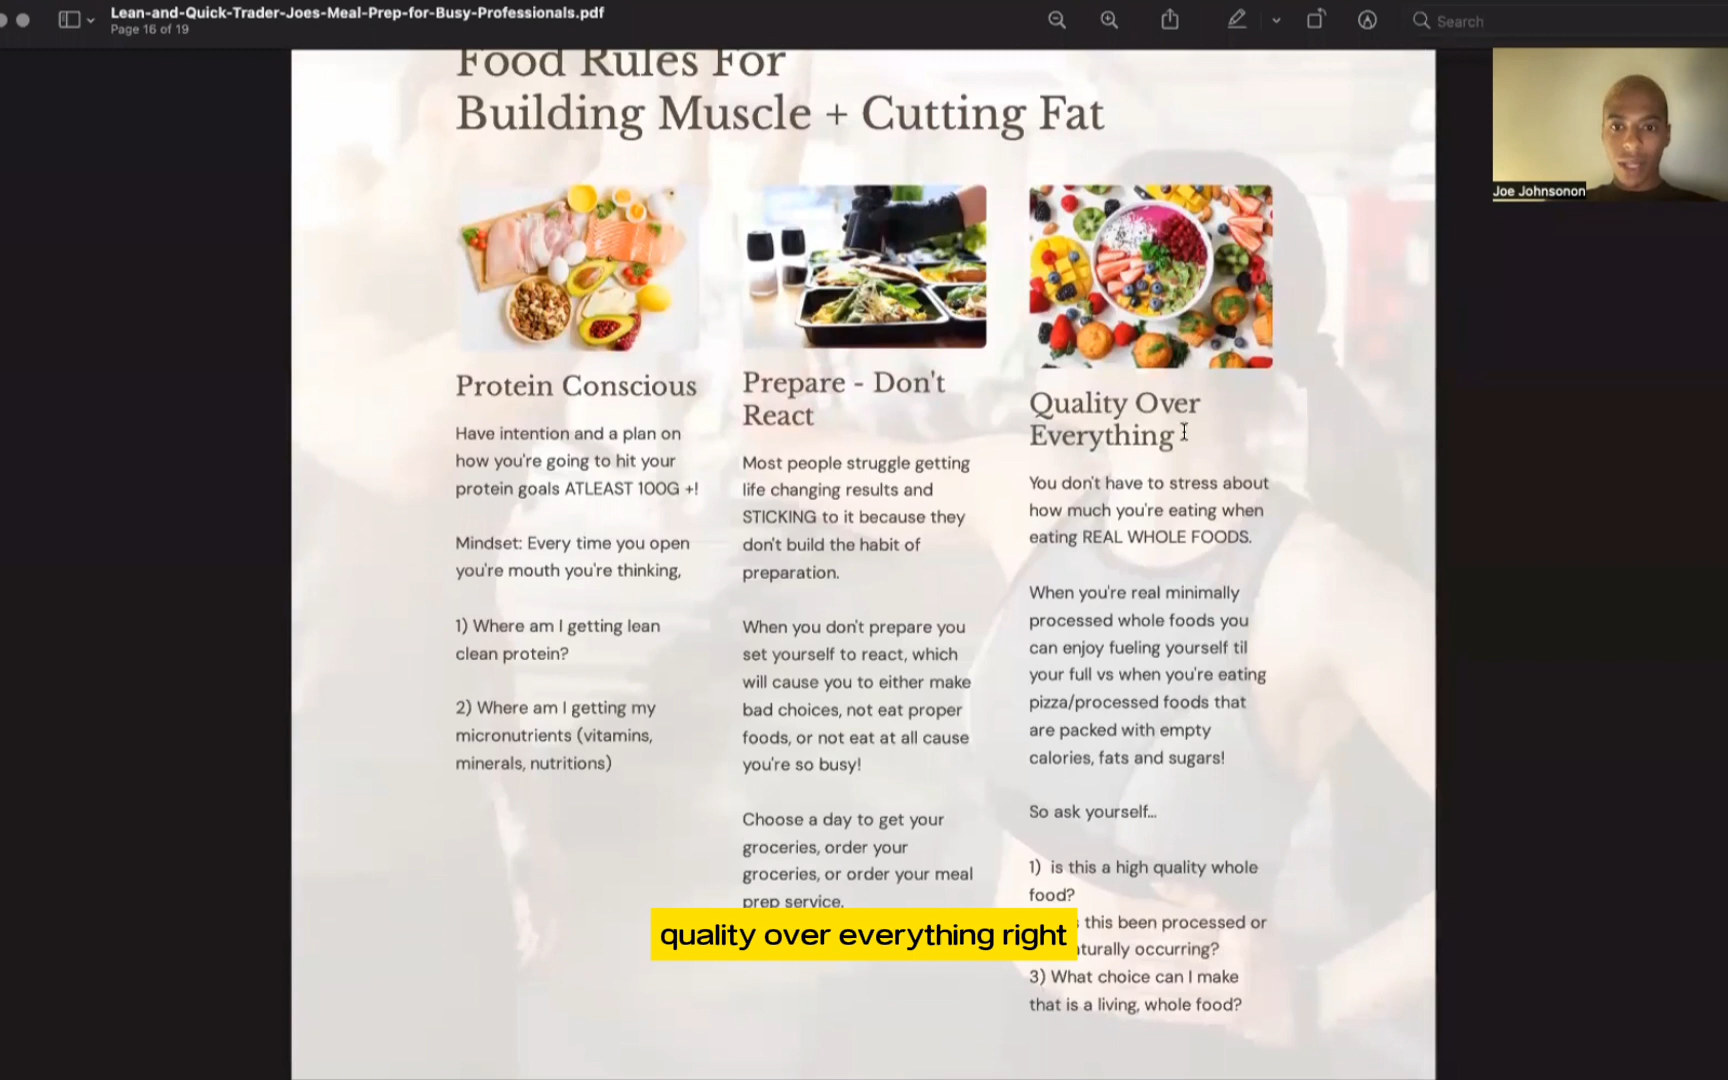 Lean-and-Quick-Trader-Joes-Meal-Prep-for-Busy-Professionals.pdf
Page 16 of 19
Search
Joe Johnsonon
Food Rules For
Building Muscle + Cutting Fat
Protein Conscious
Have intention and a plan on
how you're going to hit your
protein goals ATLEAST 100G +!
Mindset: Every time you open
you're mouth you're thinking,
1) Where am I getting lean
clean protein?
2) Where am I getting my
micronutrients (vitamins,
minerals, nutritions)
Prepare - Don't
React
Most people struggle getting
life changing results and
STICKING to it because they
don't build the habit of
preparation.
When you don't prepare you
set yourself to react, which
will cause you to either make
bad choices, not eat proper
foods, or not eat at all cause
you're so busy!
Choose a day to get your
groceries, order your
groceries, or order your meal
prep service.
Quality Over
Everything
You don't have to stress about
how much you're eating when
eating REAL WHOLE FOODS.
When you're real minimally
processed whole foods you
can enjoy fueling yourself til
your full vs when you're eating
pizza/processed foods that
are packed with empty
calories, fats and sugars!
So ask yourself...
1) is this a high quality whole
food?
this been processed or
occurring?
3) What choice can I make
that is a living, whole food?
quality over everything right